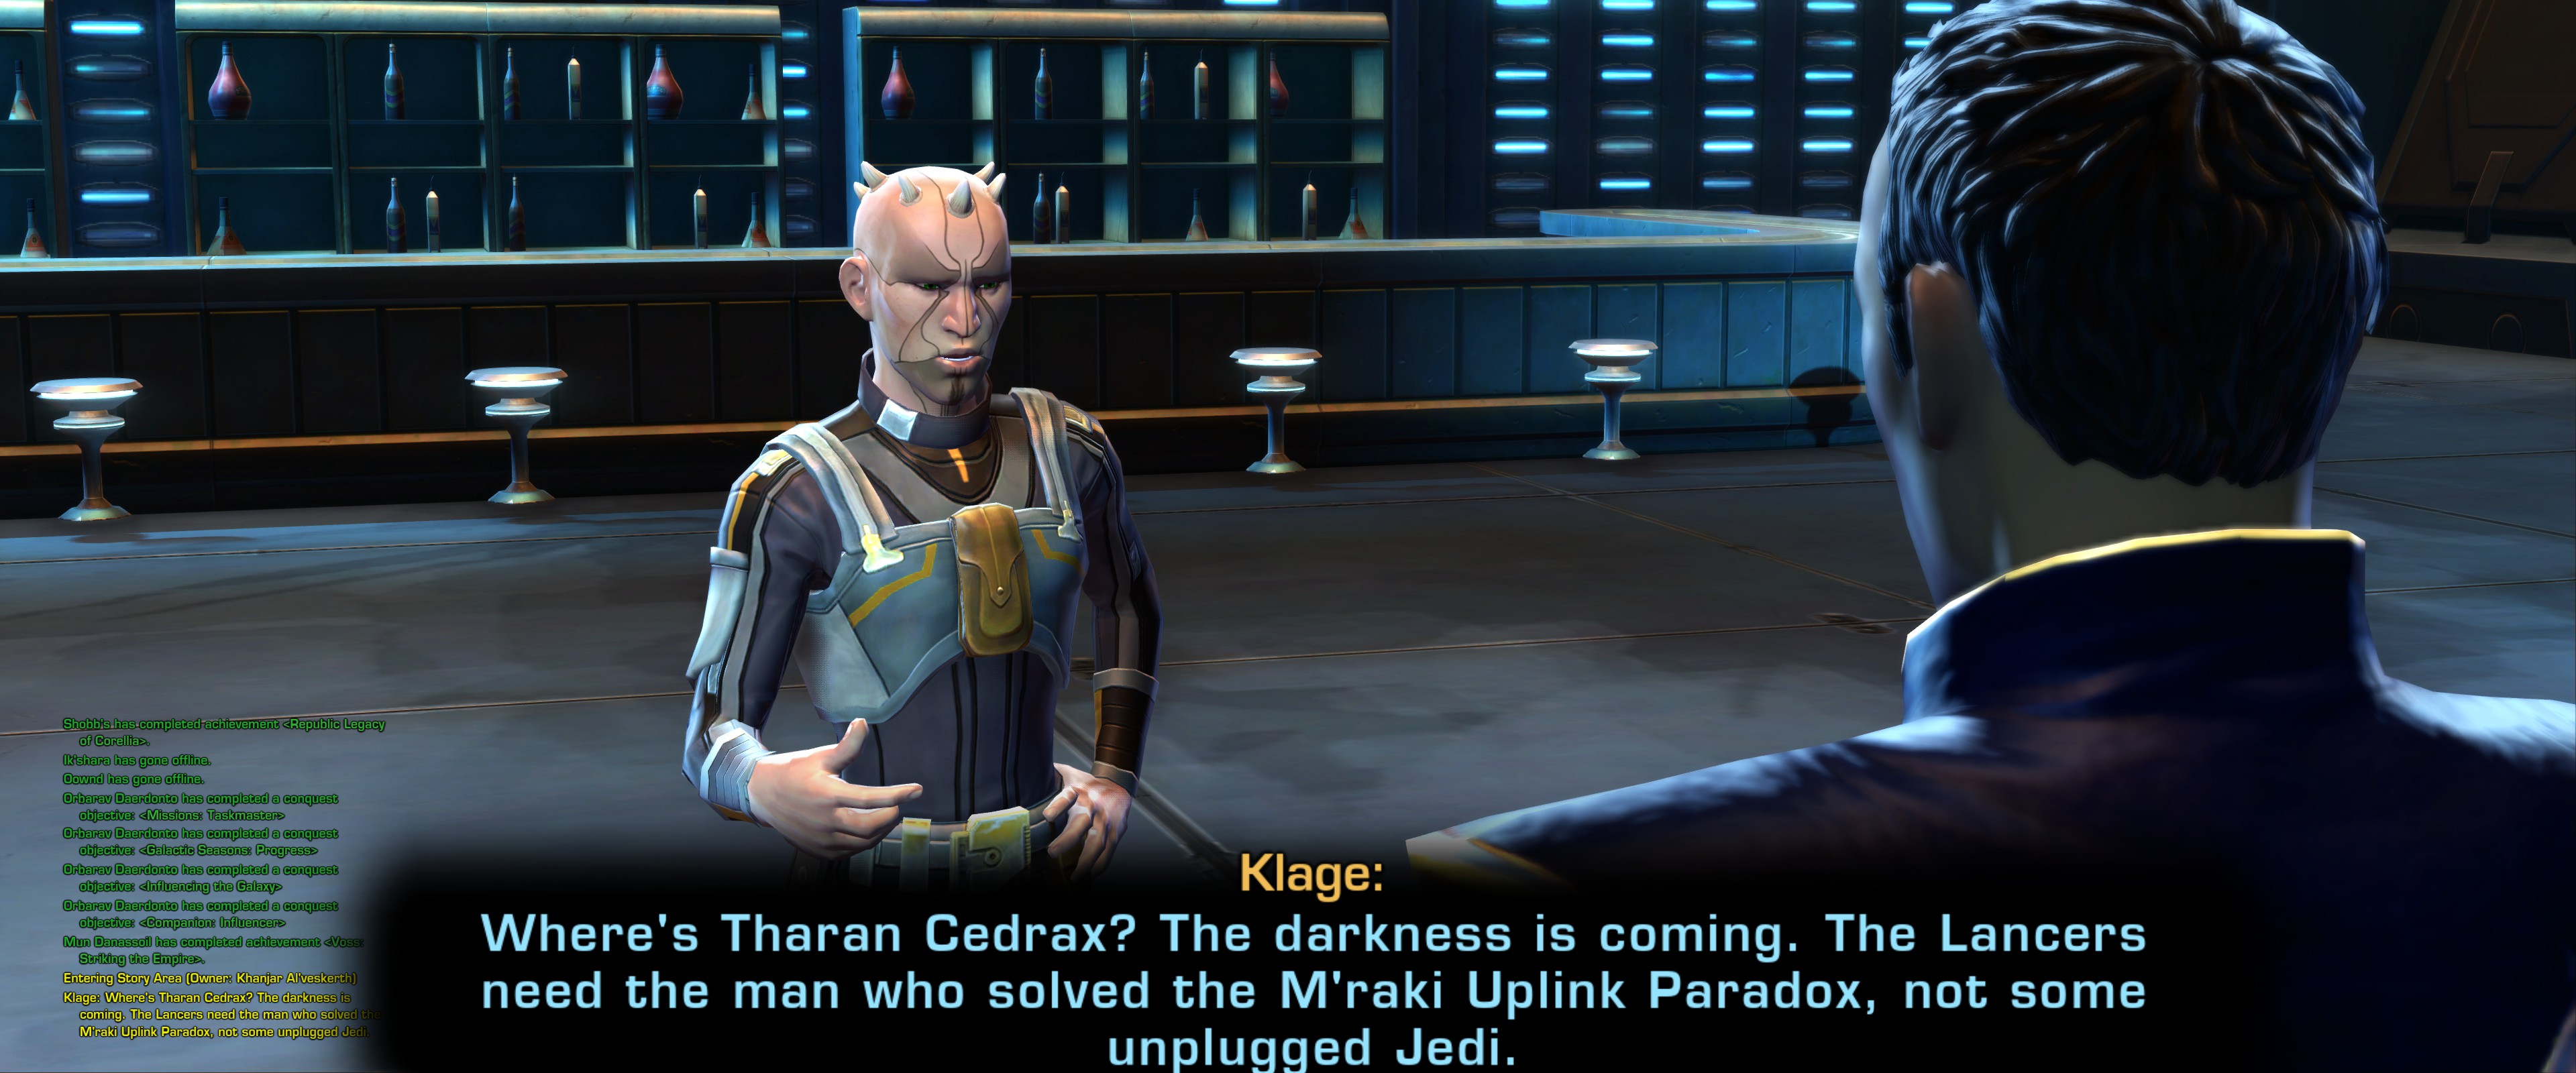 Shobb's has completed achievement <Republic Legacy
of Corellia>.
Ik'shara has gone offline.
Oownd has gone offline.
Orbarav Daerdonto has completed a conquest
objective: <Missions: Taskmaster>
Orbarav Daerdonto has completed a conquest
objective: <Galactic Seasons: Progress>
Orbarav Daerdonto has completed a conquest
objective: <Influencing the Galaxy>
Orbarav Daerdonto has completed a conquest
objective: <Companion: Influencer>
Mun Danassoil has completed achievement <Voss:
Striking the Empire>.
Entering Story Area (Owner: Khanjar Al'veskerth)
Klage: Where's Tharan Cedrax? The darkness is
coming. The Lancers need the man who solved the
M'raki Uplink Paradox, not some unplugged Jedi.
Klage:
Where's Tharan Cedrax? The darkness is coming. The Lancers
need the man who solved the M'raki Uplink Paradox, not some
unplugged Jedi.